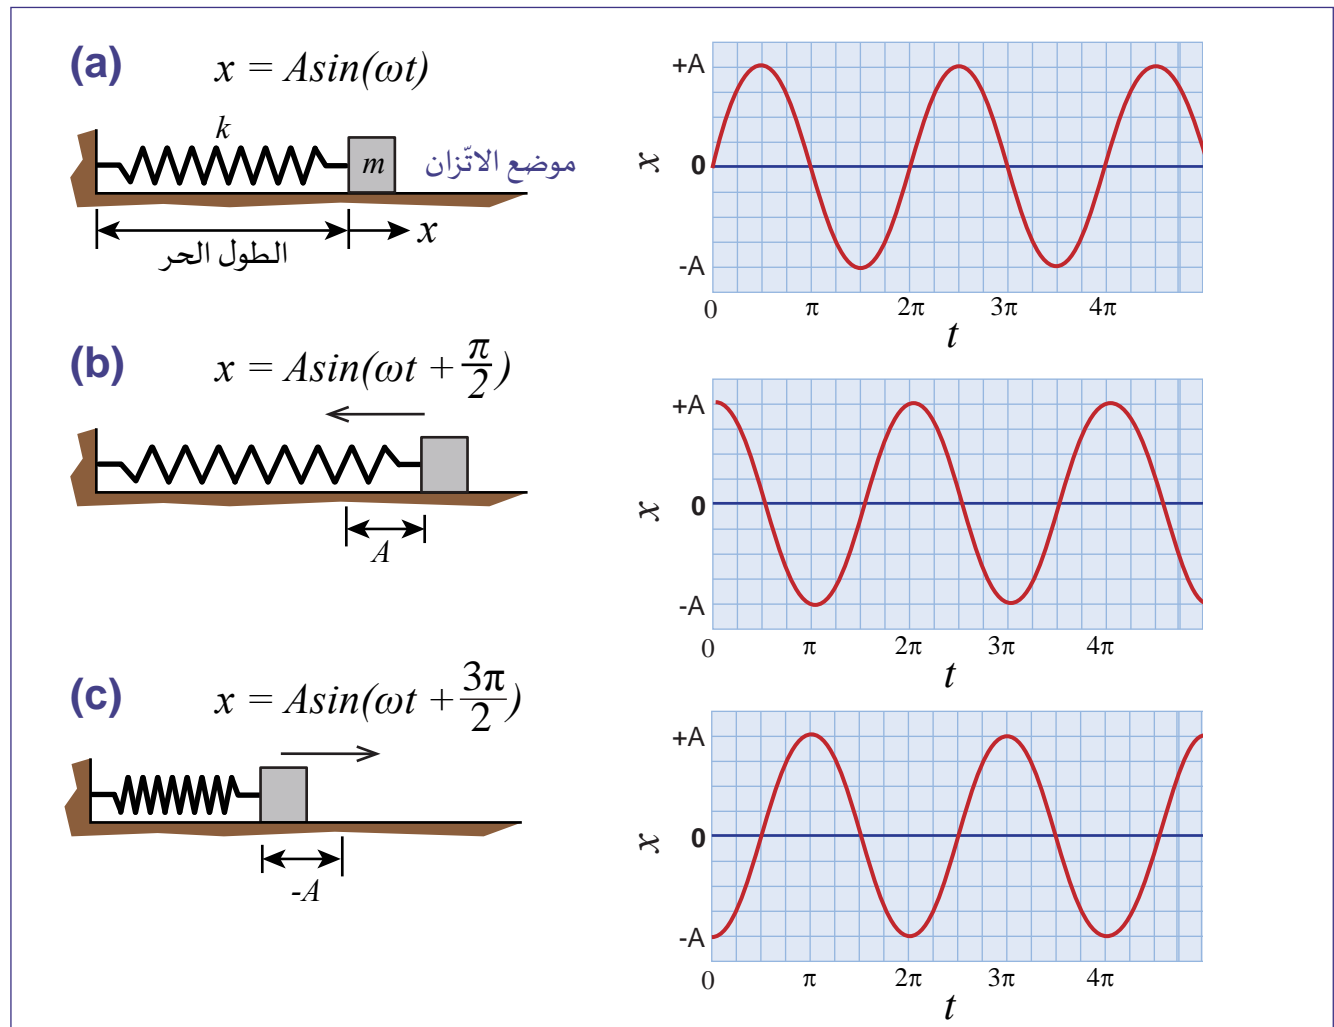 (a) x = Asin(ωt)
k
m
موضع الاتّزان
x
الطول الحر
+A
x 0
-A
0 π 2π 3π 4π
t
(b) x = Asin(ωt + π/2)
A
+A
x 0
-A
0 π 2π 3π 4π
t
(c) x = Asin(ωt + 3π/2)
-A
+A
x 0
-A
0 π 2π 3π 4π
t